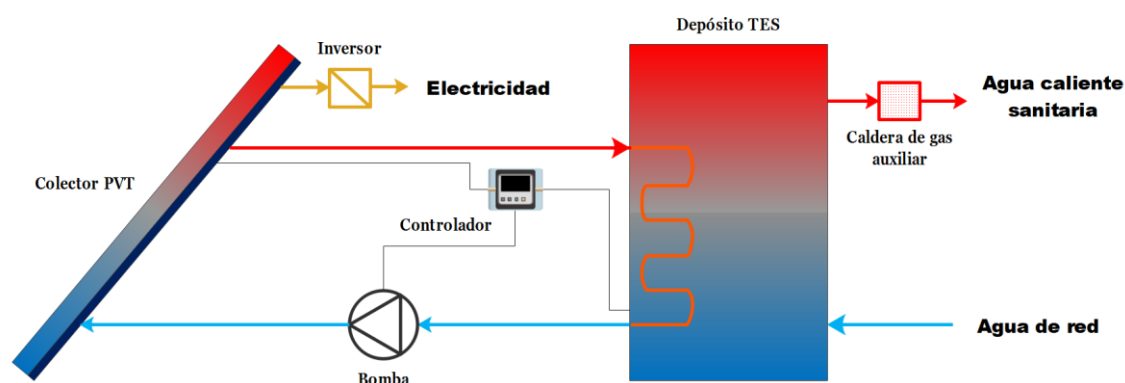 Depósito TES
Inversor
Electricidad
Agua caliente
sanitaria
Caldera de gas
auxiliar
Colector PVT
Controlador
Agua de red
Bomba